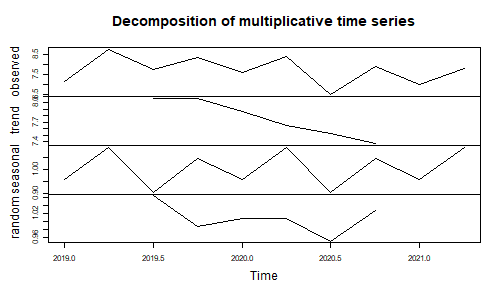 Decomposition of multiplicative time series
observed
6.5 7.5 8.5
trend
7.4 7.7 8.0
seasonal
0.90 1.00
random
0.96 1.02
2019.0 2019.5 2020.0 2020.5 2021.0
Time